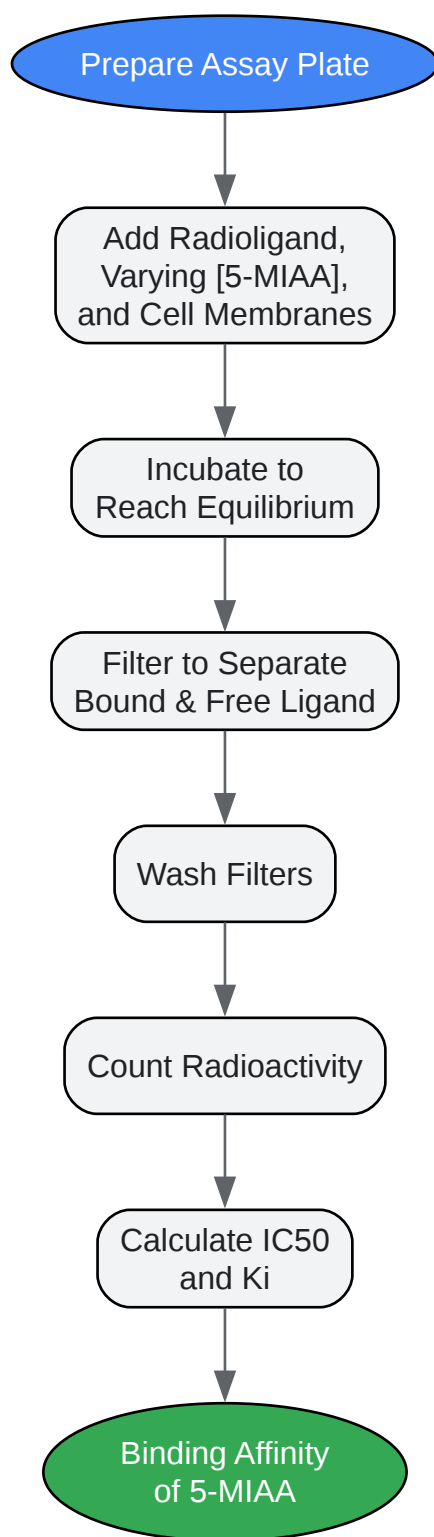 Prepare Assay Plate
Add Radioligand,
Varying [5-MIAA],
and Cell Membranes
Incubate to
Reach Equilibrium
Filter to Separate
Bound & Free Ligand
Wash Filters
Count Radioactivity
Calculate IC50
and Ki
Binding Affinity
of 5-MIAA